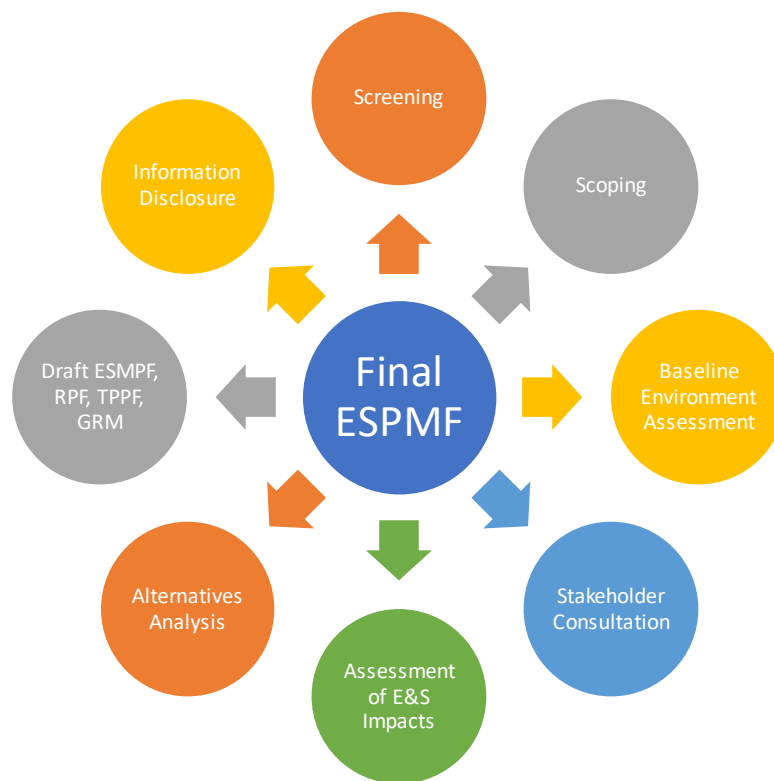 Screening
Scoping
Baseline
Environment
Assessment
Stakeholder
Consultation
Assessment
of E&S
Impacts
Alternatives
Analysis
Draft ESMPF,
RPF, TPPF,
GRM
Information
Disclosure
Final
ESPMF